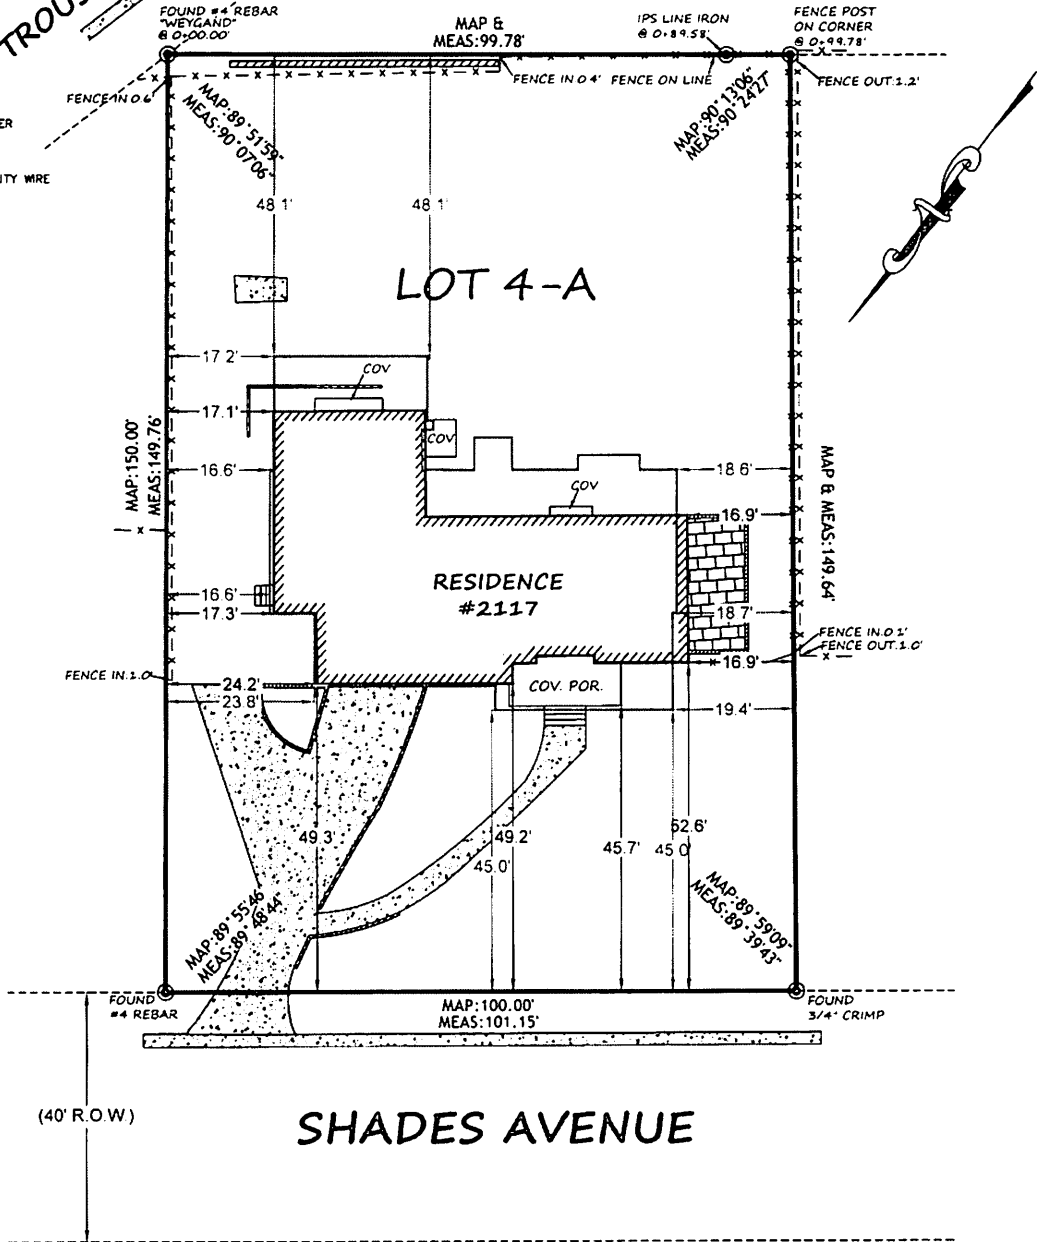 TROUS
FOUND #4 REBAR
"WEYGAND"
@ 0+00.00'
MAP &
MEAS:99.78'
IPS LINE IRON
@ 0+89.58'
FENCE POST
ON CORNER
@ 0+99.78'
FENCE IN 0.6'
FENCE IN 0.4'
FENCE ON LINE
FENCE OUT:1.2'
ER
ITY WIRE
MAP:89°51'59"
MEAS:90°07'06"
MAP:90°13'06"
MEAS:90°24'27"
48.1'
48.1'
LOT 4-A
17.2'
COV
17.1'
COV
MAP:150.00'
MEAS:149.76'
16.6'
18.6'
COV
16.9'
MAP & MEAS:149.64'
RESIDENCE
#2117
16.6'
17.3'
18.7'
FENCE IN:0.1'
FENCE OUT:1.0'
16.9'
FENCE IN:1.0'
24.2'
23.8'
COV. POR.
19.4'
49.3'
49.2'
45.0'
45.7'
45.0'
52.6'
MAP:89°55'46"
MEAS:89°48'44"
MAP:89°59'09"
MEAS:89°39'43"
FOUND
#4 REBAR
MAP:100.00'
MEAS:101.15'
FOUND
3/4" CRIMP
(40' R.O.W.)
SHADES AVENUE